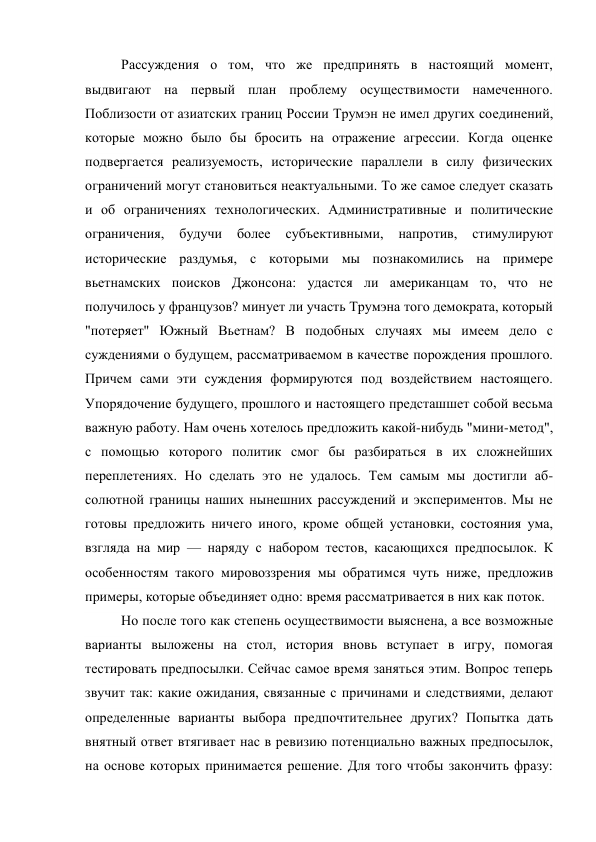 Рассуждения о том, что же предпринять в настоящий момент,
выдвигают на первый план проблему осуществимости намеченного.
Поблизости от азиатских границ России Трумэн не имел других соединений,
которые можно было бы бросить на отражение агрессии. Когда оценке
подвергается реализуемость, исторические параллели в силу физических
ограничений могут становиться неактуальными. То же самое следует сказать
и об ограничениях технологических. Административные и политические
ограничения, будучи более субъективными, напротив, стимулируют
исторические раздумья, с которыми мы познакомились на примере
вьетнамских поисков Джонсона: удастся ли американцам то, что не
получилось у французов? минует ли участь Трумэна того демократа, который
"потеряет" Южный Вьетнам? В подобных случаях мы имеем дело с
суждениями о будущем, рассматриваемом в качестве порождения прошлого.
Причем сами эти суждения формируются под воздействием настоящего.
Упорядочение будущего, прошлого и настоящего предсташшет собой весьма
важную работу. Нам очень хотелось предложить какой-нибудь "мини-метод",
с помощью которого политик смог бы разбираться в их сложнейших
переплетениях. Но сделать это не удалось. Тем самым мы достигли аб-
солютной границы наших нынешних рассуждений и экспериментов. Мы не
готовы предложить ничего иного, кроме общей установки, состояния ума,
взгляда на мир — наряду с набором тестов, касающихся предпосылок. К
особенностям такого мировоззрения мы обратимся чуть ниже, предложив
примеры, которые объединяет одно: время рассматривается в них как поток.
Но после того как степень осуществимости выяснена, а все возможные
варианты выложены на стол, история вновь вступает в игру, помогая
тестировать предпосылки. Сейчас самое время заняться этим. Вопрос теперь
звучит так: какие ожидания, связанные с причинами и следствиями, делают
определенные варианты выбора предпочтительнее других? Попытка дать
внятный ответ втягивает нас в ревизию потенциально важных предпосылок,
на основе которых принимается решение. Для того чтобы закончить фразу: